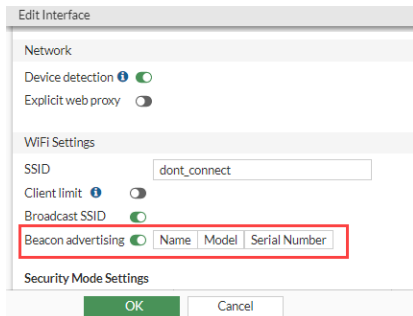 Edit Interface
Network
Device detection
Explicit web proxy
WiFi Settings
SSID dont_connect
Client limit
Broadcast SSID
Beacon advertising Name Model Serial Number
Security Mode Settings
OK Cancel